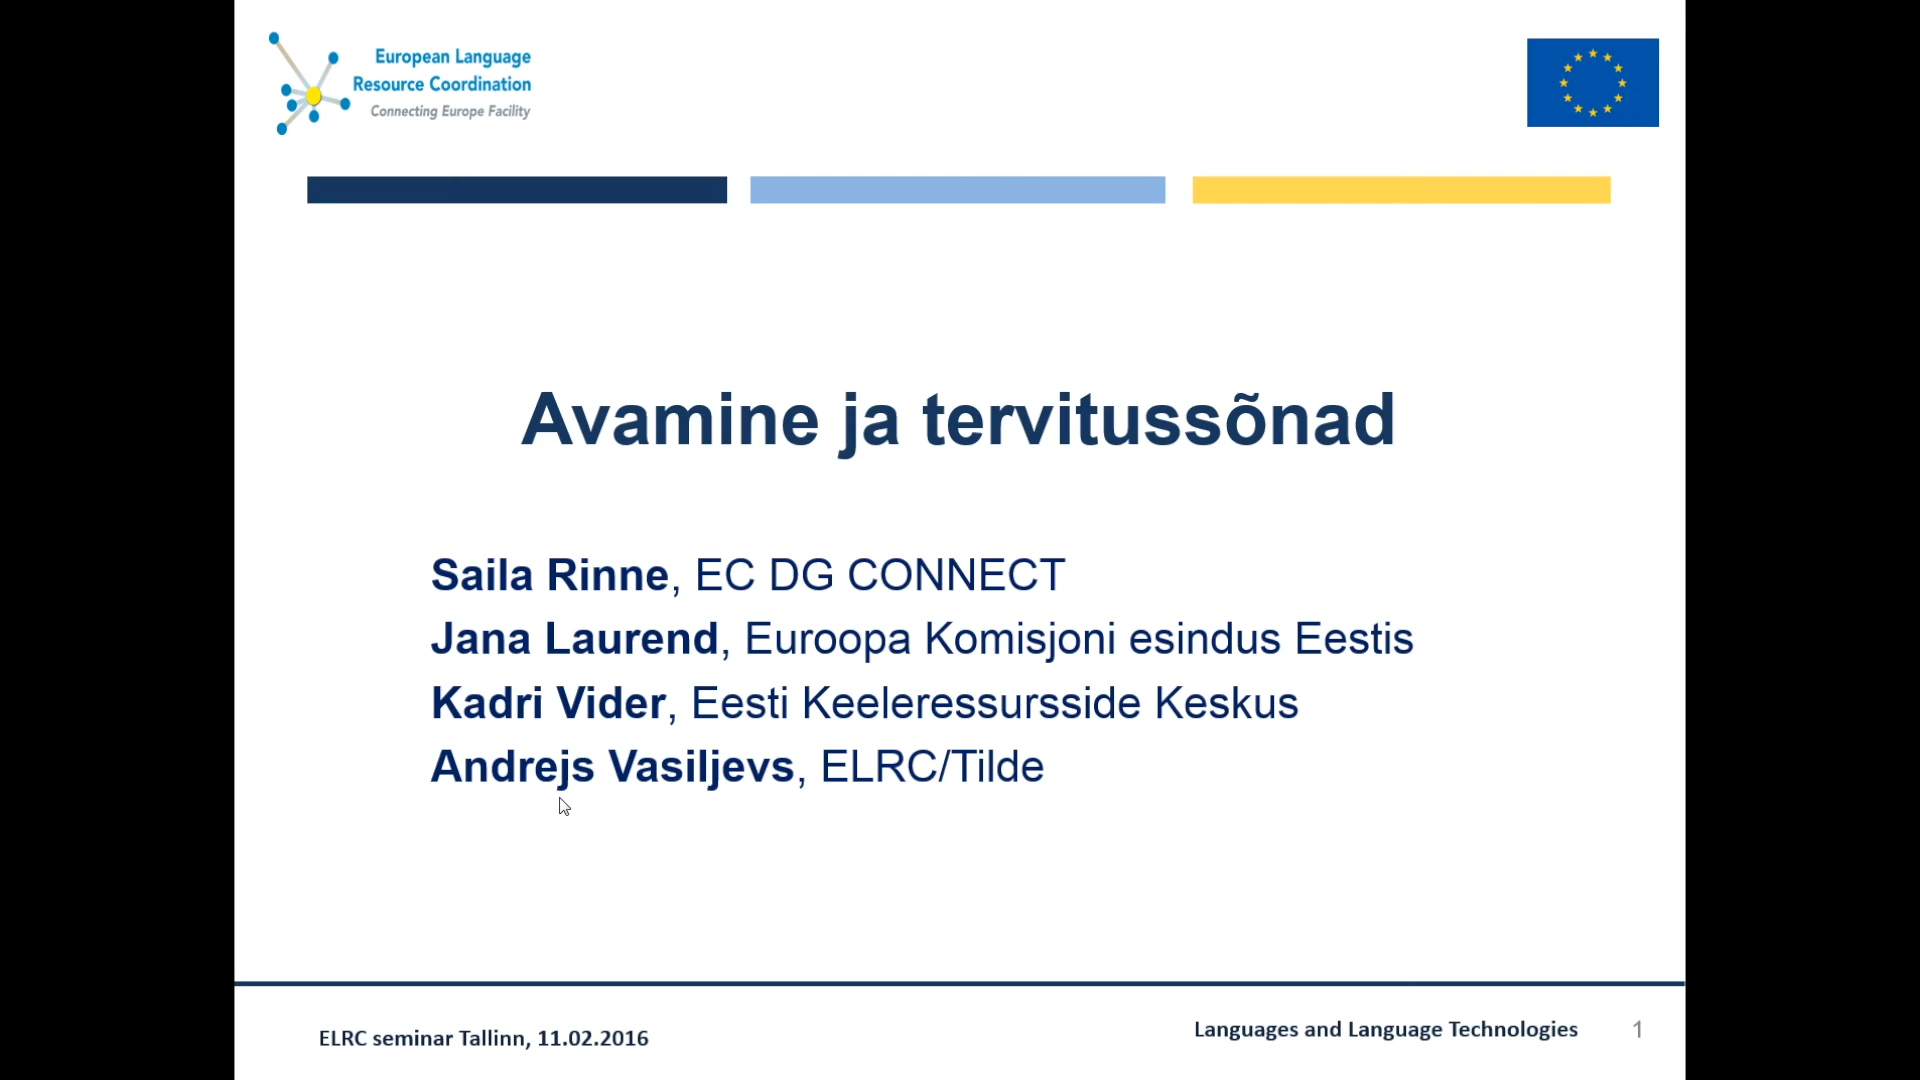 European Language
Resource Coordination
Connecting Europe Facility
Avamine ja tervitussõnad
Saila Rinne, EC DG CONNECT
Jana Laurend, Euroopa Komisjoni esindus Eestis
Kadri Vider, Eesti Keeleressursside Keskus
Andrejs Vasiljevs, ELRC/Tilde
ELRC seminar Tallinn, 11.02.2016
Languages and Language Technologies 1